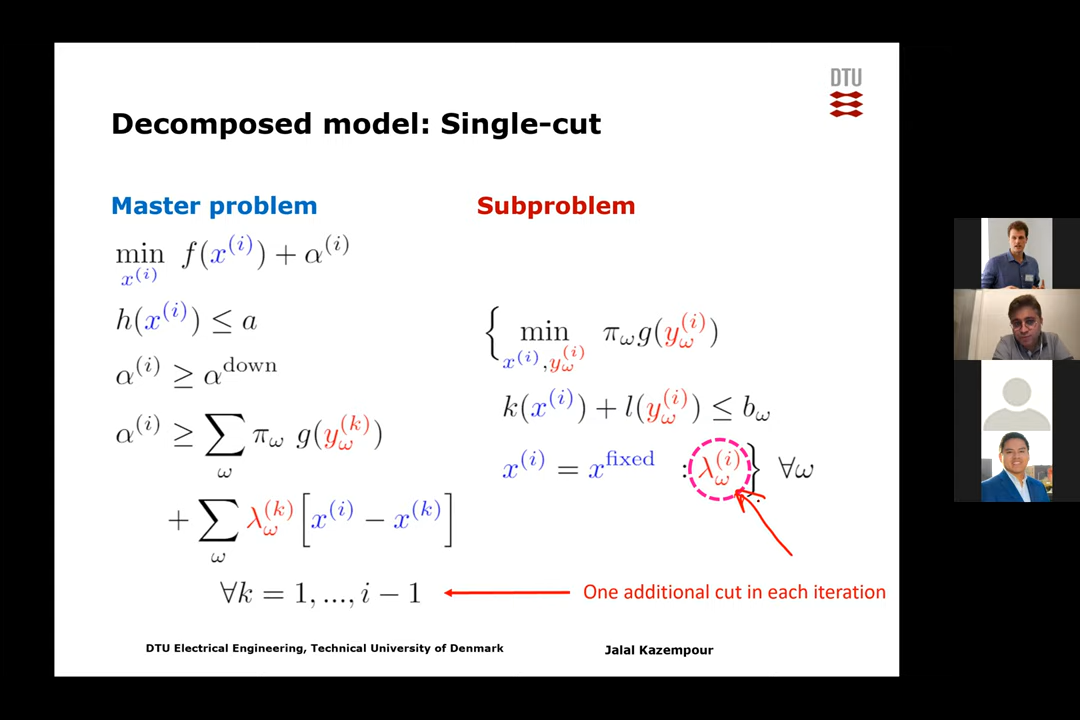 DTU
Decomposed model: Single-cut
Master problem
min f(x^(i)) + α^(i)
x^(i)
h(x^(i)) ≤ a
α^(i) ≥ α^down
α^(i) ≥ ∑ π_ω g(y_ω^(k))
ω
+ ∑ λ_ω^(k) [x^(i) − x^(k)]
ω
∀k = 1, ..., i − 1
Subproblem
{ min π_ω g(y_ω^(i))
x^(i), y_ω^(i)
k(x^(i)) + l(y_ω^(i)) ≤ b_ω
x^(i) = x^fixed : λ_ω^(i) } ∀ω
One additional cut in each iteration
DTU Electrical Engineering, Technical University of Denmark
Jalal Kazempour